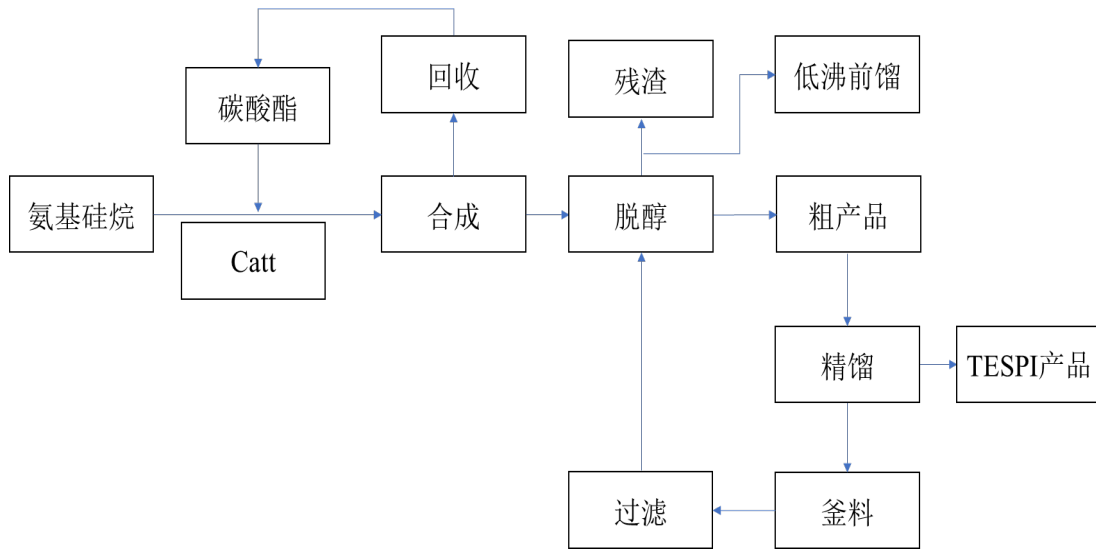 回收
残渣
低沸前馏
碳酸酯
氨基硅烷
合成
脱醇
粗产品
Catt
精馏
TESPI产品
过滤
釜料